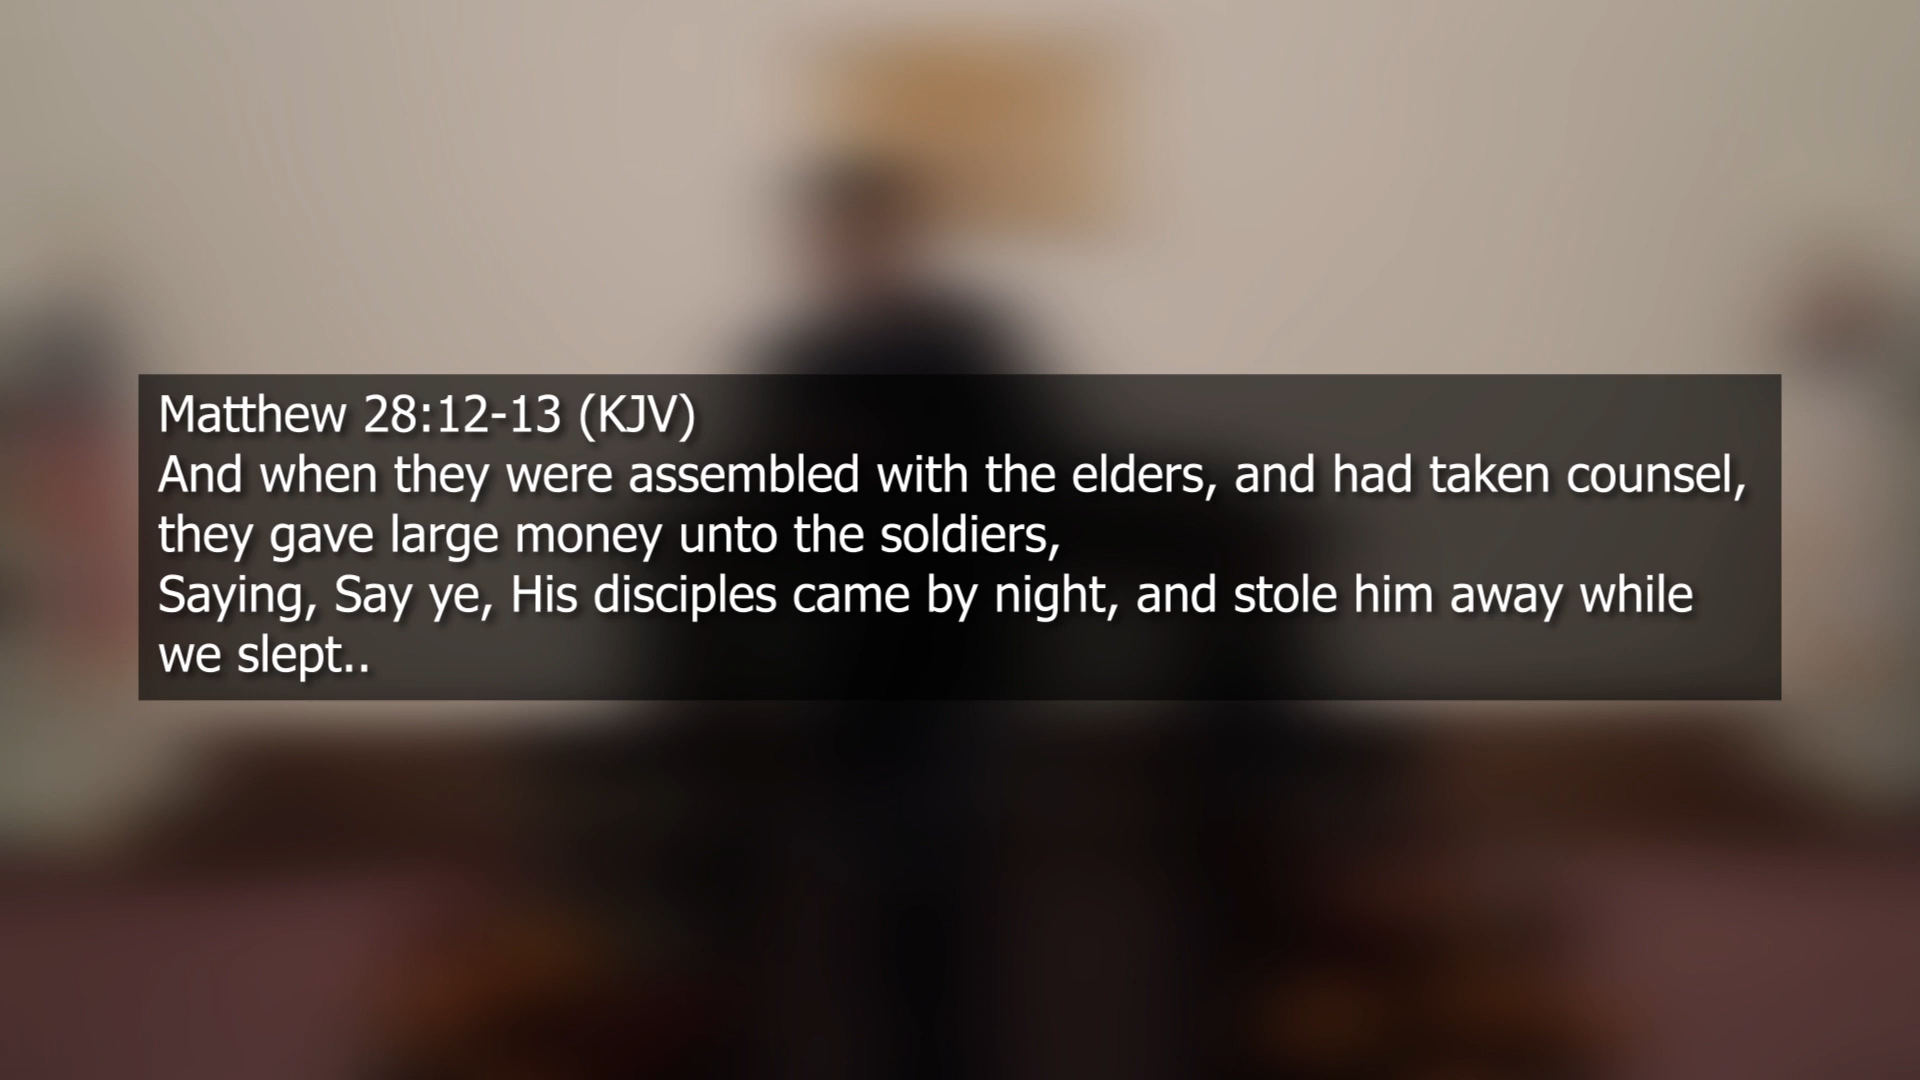 Matthew 28:12-13 (KJV)
And when they were assembled with the elders, and had taken counsel,
they gave large money unto the soldiers,
Saying, Say ye, His disciples came by night, and stole him away while
we slept..